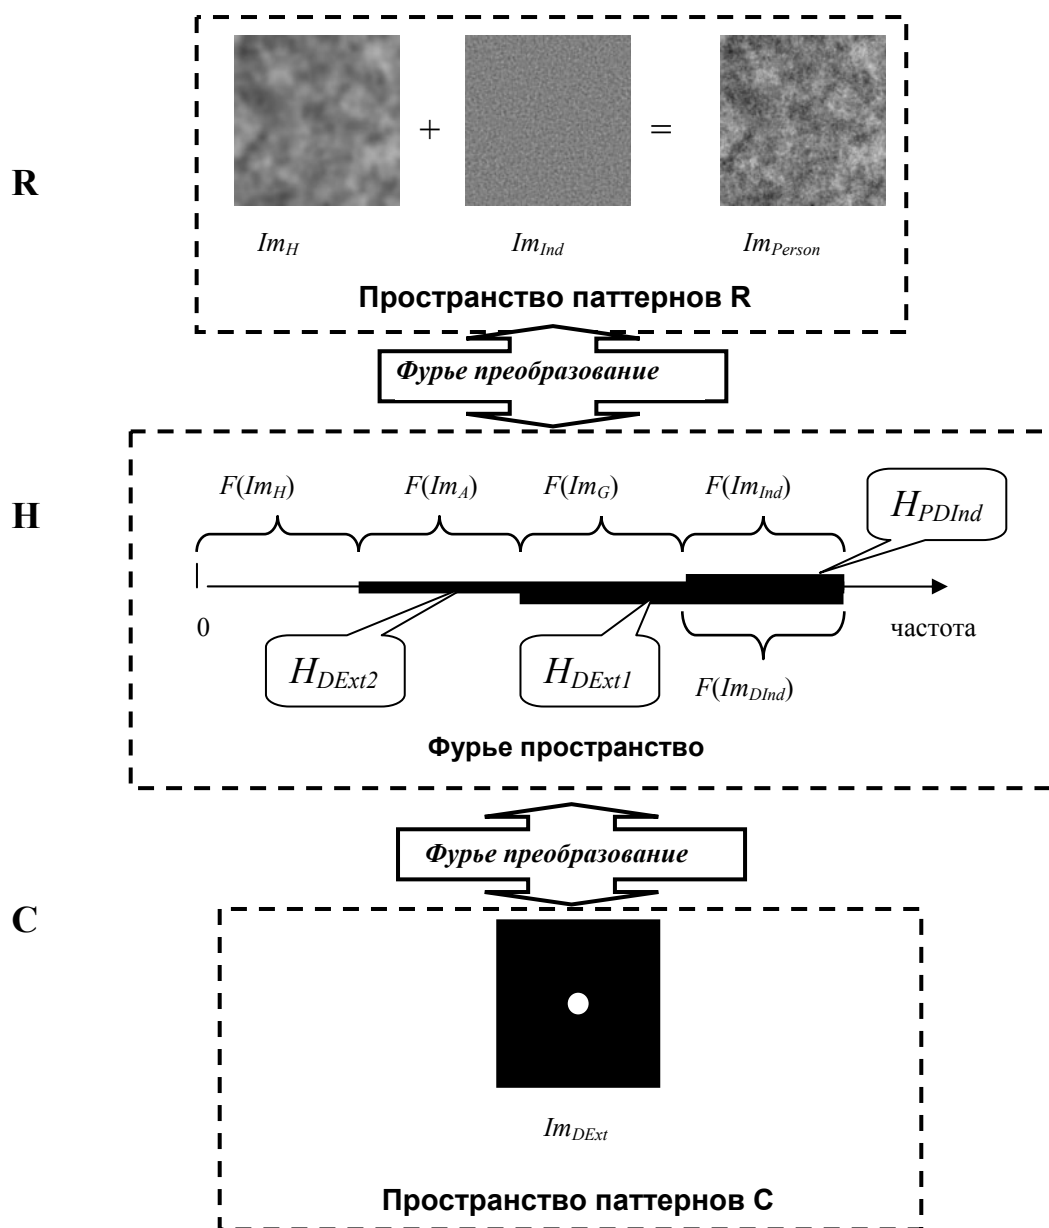 + =
R
Im_H Im_Ind Im_Person
Пространство паттернов R
Фурье преобразование
F(Im_H) F(Im_A) F(Im_G) F(Im_Ind)
H_PDInd
H
0 частота
H_DExt2 H_DExt1
F(Im_DInd)
Фурье пространство
Фурье преобразование
C
Im_DExt
Пространство паттернов C